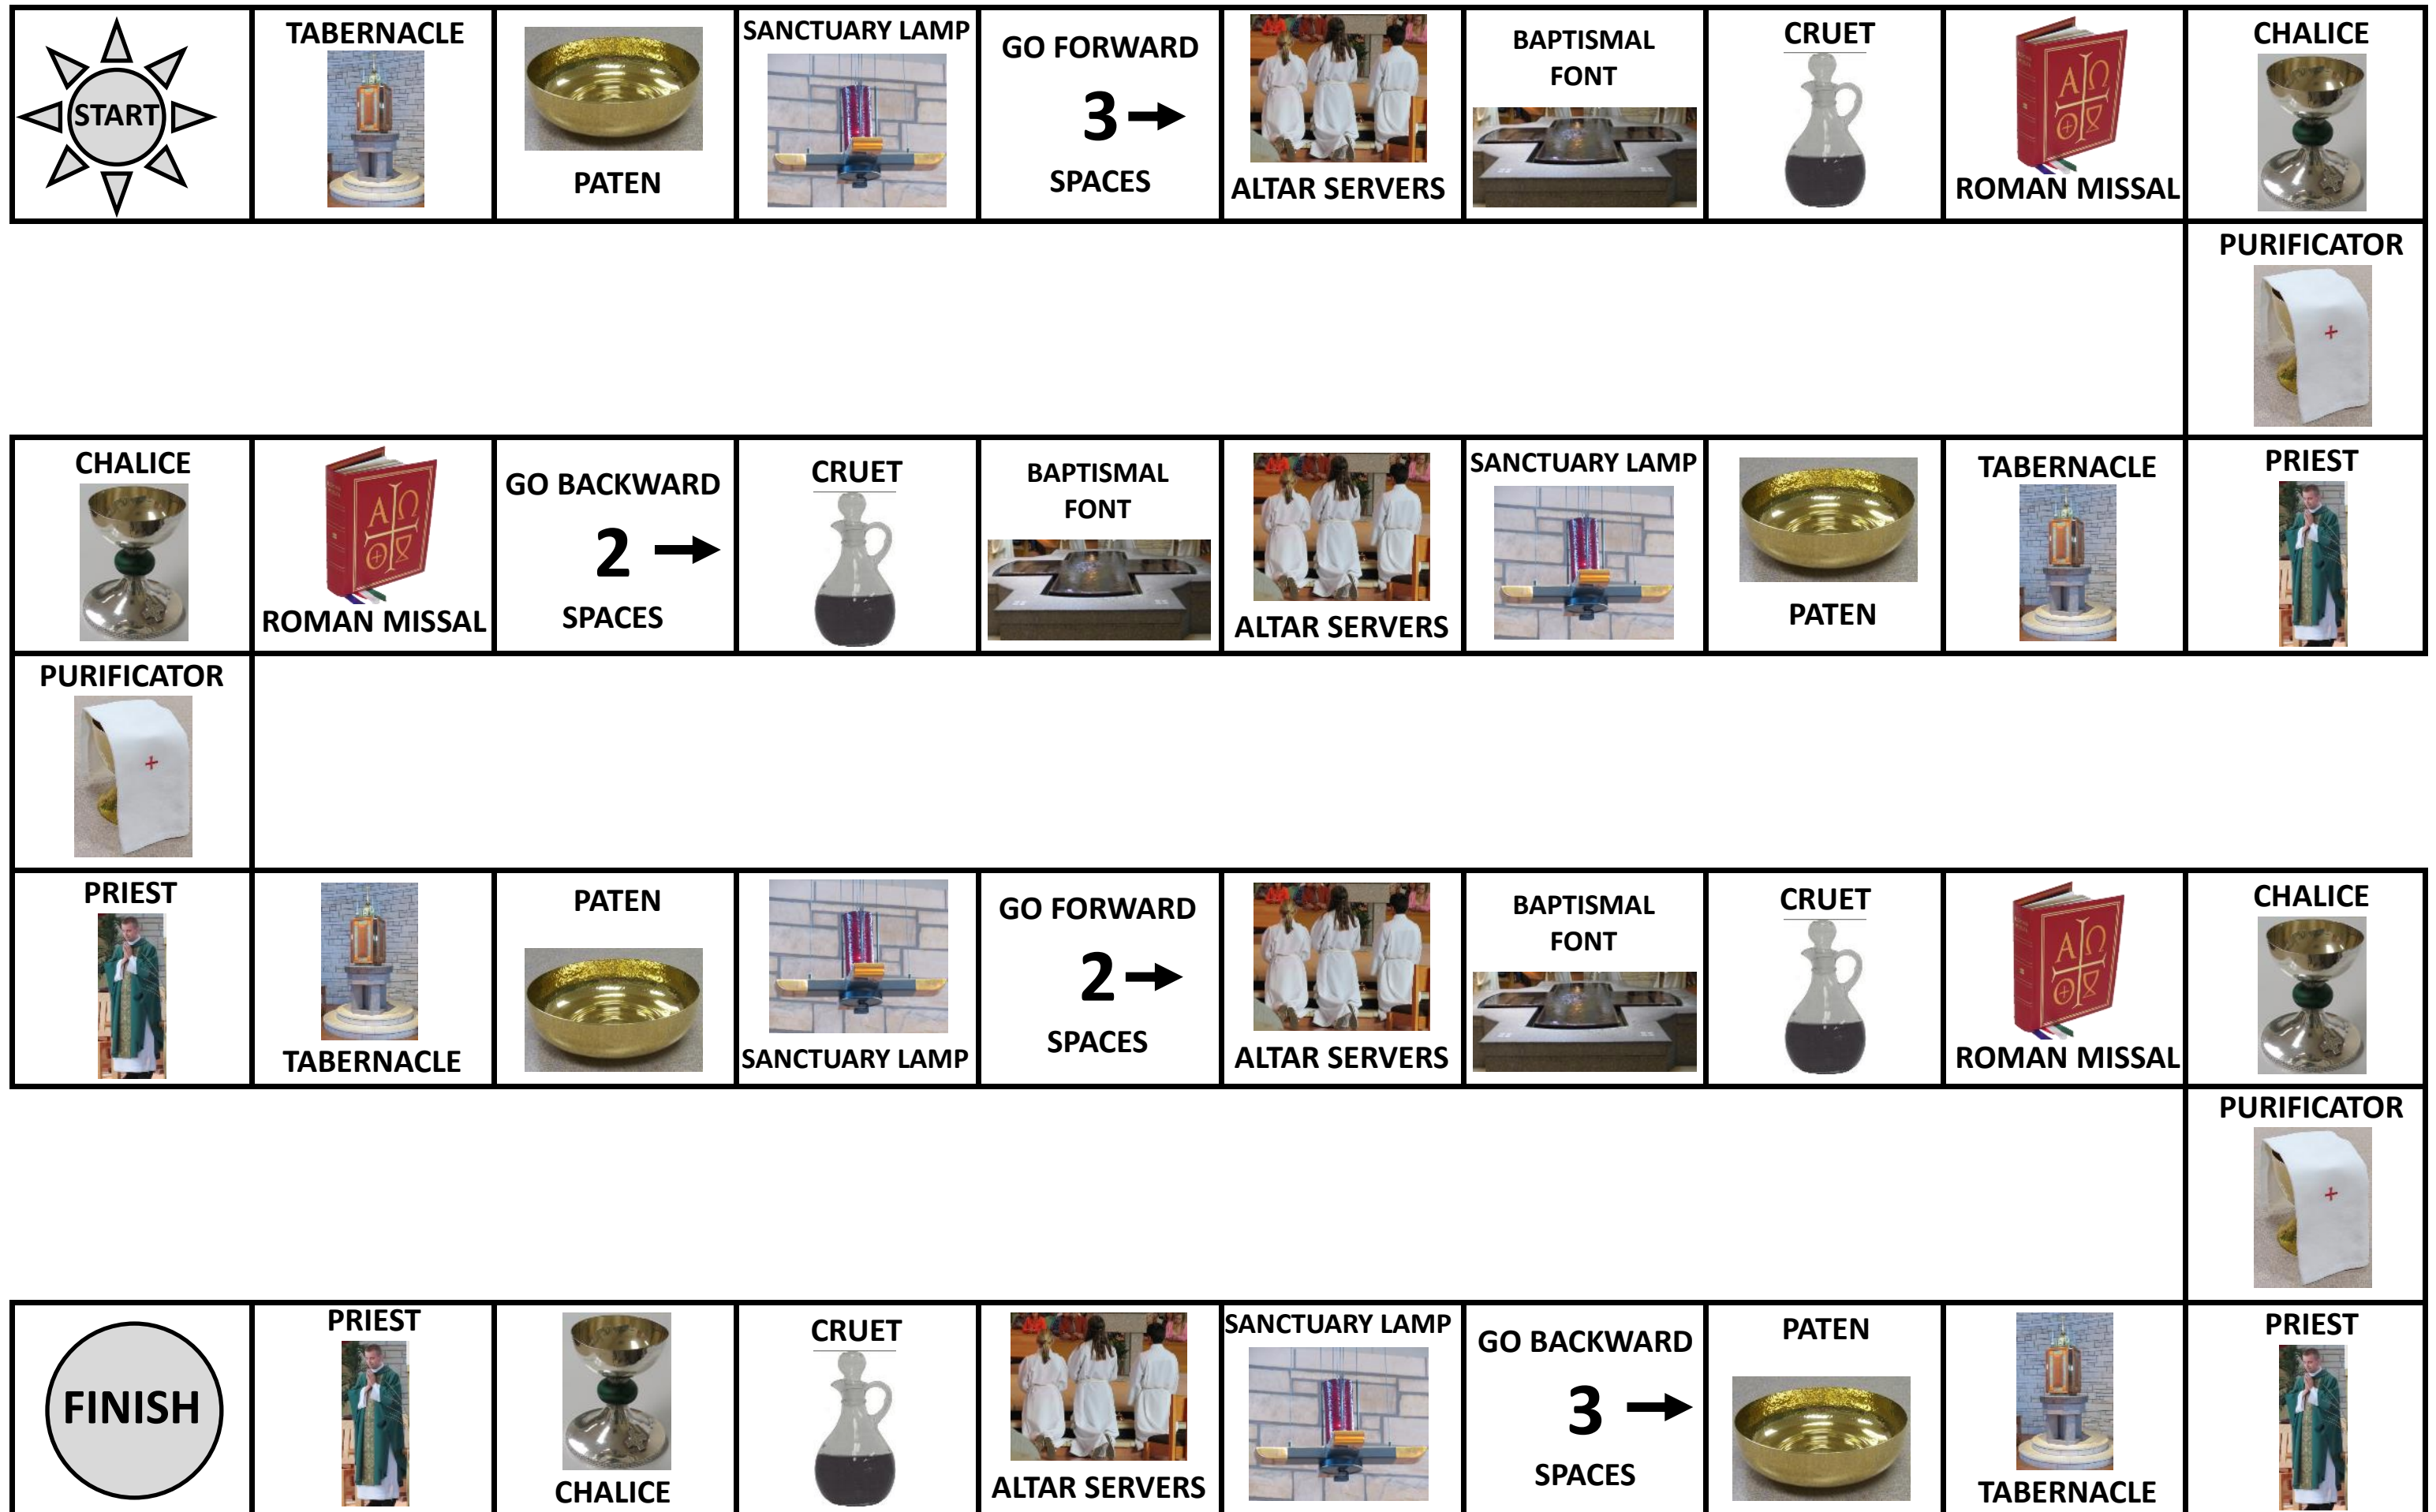 START
TABERNACLE
PATEN
SANCTUARY LAMP
GO FORWARD
3
SPACES
ALTAR SERVERS
BAPTISMAL
FONT
CRUET
ROMAN MISSAL
CHALICE
PURIFICATOR
CHALICE
ROMAN MISSAL
GO BACKWARD
2
SPACES
CRUET
BAPTISMAL
FONT
ALTAR SERVERS
SANCTUARY LAMP
PATEN
TABERNACLE
PRIEST
PURIFICATOR
PRIEST
TABERNACLE
PATEN
SANCTUARY LAMP
GO FORWARD
2
SPACES
ALTAR SERVERS
BAPTISMAL
FONT
CRUET
ROMAN MISSAL
CHALICE
PURIFICATOR
FINISH
PRIEST
CHALICE
CRUET
ALTAR SERVERS
SANCTUARY LAMP
GO BACKWARD
3
SPACES
PATEN
TABERNACLE
PRIEST